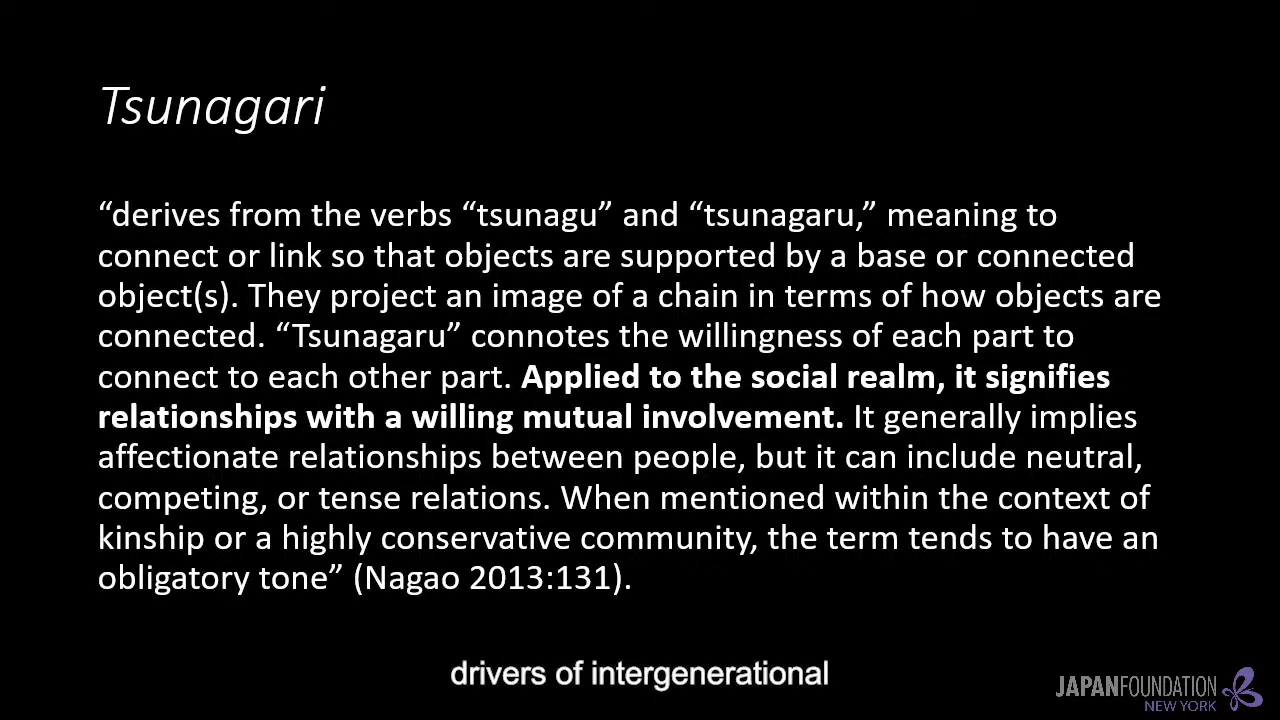 Tsunagari
“derives from the verbs “tsunagu” and “tsunagaru,” meaning to
connect or link so that objects are supported by a base or connected
object(s). They project an image of a chain in terms of how objects are
connected. “Tsunagaru” connotes the willingness of each part to
connect to each other part. Applied to the social realm, it signifies
relationships with a willing mutual involvement. It generally implies
affectionate relationships between people, but it can include neutral,
competing, or tense relations. When mentioned within the context of
kinship or a highly conservative community, the term tends to have an
obligatory tone” (Nagao 2013:131).
drivers of intergenerational
JAPANFOUNDATION
NEW YORK